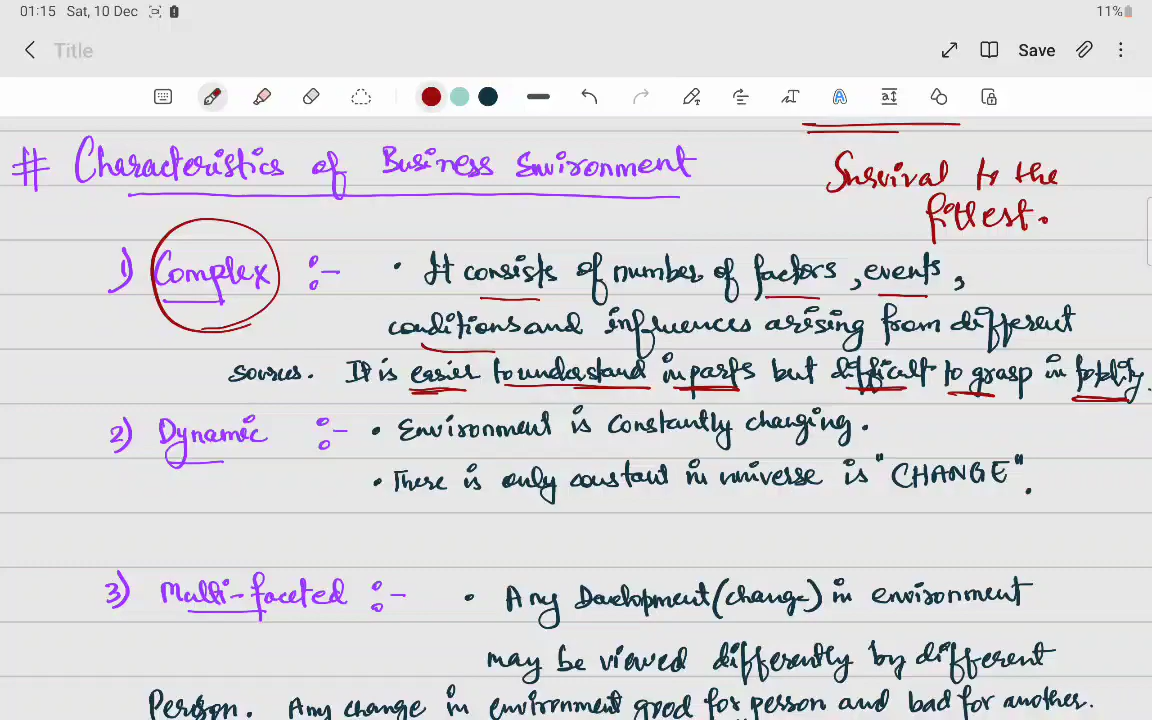 01:15 Sat, 10 Dec
11%
Title
Save
# Characteristics of Business Environment
Survival to the
fittest.
1) Complex :- • It consists of number of factors, events,
conditions and influences arising from different
sources. It is easier to understand in parts but difficult to grasp in totality.
2) Dynamic :- • Environment is constantly changing.
• There is only constant in universe is "CHANGE".
3) Multi-faceted :- • Any Development (change) in environment
may be viewed differently by different
Person. Any change in environment good for person and bad for another.